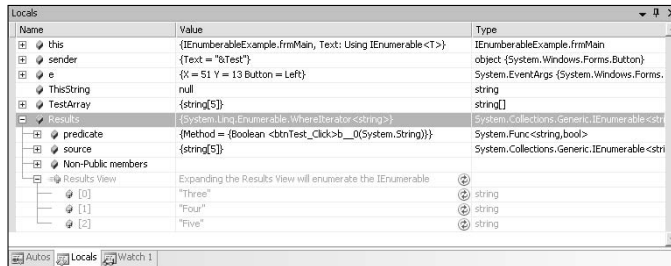 Locals
Name Value Type
this {IEnumberableExample.frmMain, Text: Using IEnumerable<T>} IEnumberableExample.frmMain
sender {Text = "&Test"} object {System.Windows.Forms.Button}
e {X = 51 Y = 13 Button = Left} System.EventArgs {System.Windows.Forms.
ThisString null string
TestArray {string[5]} string[]
Results {System.Linq.Enumerable.WhereIterator<string>} System.Collections.Generic.IEnumerable<stri
predicate {Method = {Boolean <btnTest_Click>b__0(System.String)}} System.Func<string,bool>
source {string[5]} System.Collections.Generic.IEnumerable<stri
Non-Public members
Results View Expanding the Results View will enumerate the IEnumerable
[0] "Three" string
[1] "Four" string
[2] "Five" string
Autos Locals Watch 1